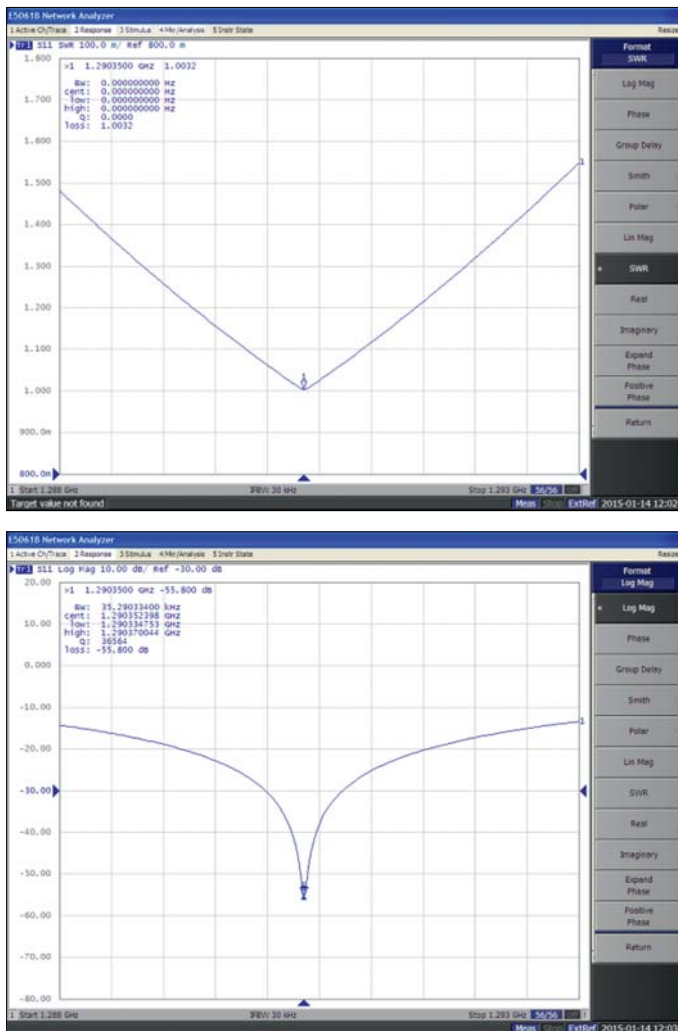 E5061B Network Analyzer
1 Active Ch/Trace 2 Response 3 Stimulus 4 Mkr/Analysis 5 Instr State
Resize
Tr1 S11 SWR 100.0 m/ Ref 800.0 m
1.800
>1 1.2903500 GHz 1.0032
BW: 0.000000000 Hz
cent: 0.000000000 Hz
low: 0.000000000 Hz
high: 0.000000000 Hz
Q: 0.0000
loss: 1.0032
1.700
1.600
1.500
1.400
1.300
1.200
1.100
1.000
900.0m
800.0m
1
1
Format
SWR
Log Mag
Phase
Group Delay
Smith
Polar
Lin Mag
SWR
Real
Imaginary
Expand
Phase
Positive
Phase
Return
1 Start 1.288 GHz IFBW 30 kHz Stop 1.293 GHz 56/56
Target value not found
Meas Stop ExtRef 2015-01-14 12:02
E5061B Network Analyzer
1 Active Ch/Trace 2 Response 3 Stimulus 4 Mkr/Analysis 5 Instr State
Resize
Tr1 S11 Log Mag 10.00 dB/ Ref -30.00 dB
20.00
>1 1.2903500 GHz -55.800 dB
BW: 35.29033400 kHz
cent: 1.290352398 GHz
low: 1.290334753 GHz
high: 1.290370044 GHz
Q: 36564
loss: -55.800 dB
10.00
0.000
-10.00
-20.00
-30.00
-40.00
-50.00
-60.00
-70.00
-80.00
1
Format
Log Mag
Log Mag
Phase
Group Delay
Smith
Polar
Lin Mag
SWR
Real
Imaginary
Expand
Phase
Positive
Phase
Return
1 Start 1.288 GHz IFBW 30 kHz Stop 1.293 GHz 56/56
Meas Stop ExtRef 2015-01-14 12:03